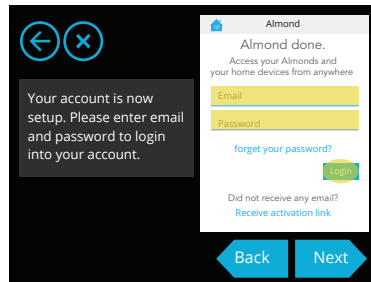 Your account is now
setup. Please enter email
and password to login
into your account.
Almond
Almond done.
Access your Almonds and
your home devices from anywhere
Email
Password
forget your password?
Login
Did not receive any email?
Receive activation link
Back
Next